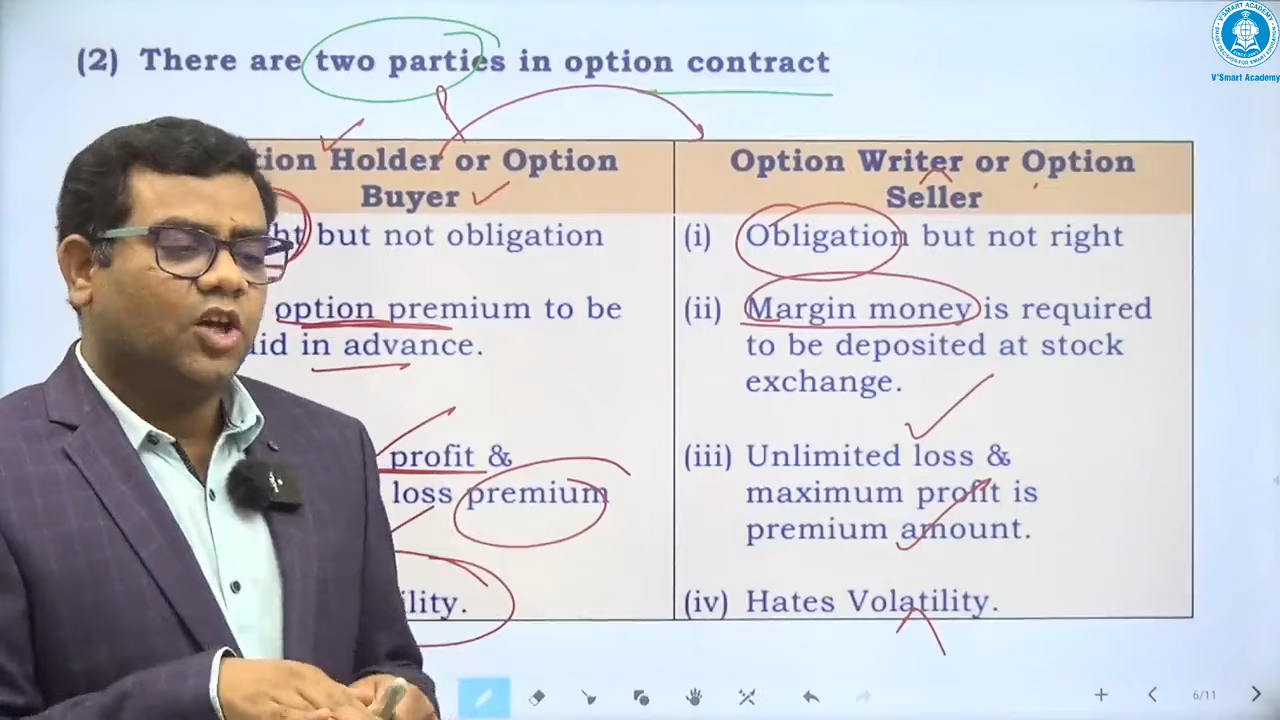 (2) There are two parties in option contract
V'SMART ACADEMY
V'Smart Academy
Holder or Option
Buyer
but not obligation
option premium to be
in advance.
profit &
loss premium
Option Writer or Option
Seller
(i) Obligation but not right
(ii) Margin money is required
to be deposited at stock
exchange.
(iii) Unlimited loss &
maximum profit is
premium amount.
(iv) Hates Volatility.
6/11